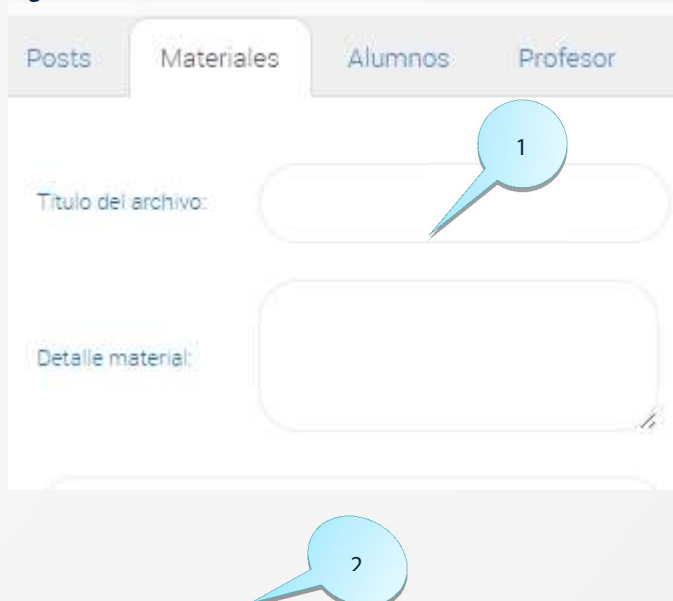 Posts Materiales Alumnos Profesor
1
Titulo del archivo:
Detalle material:
2